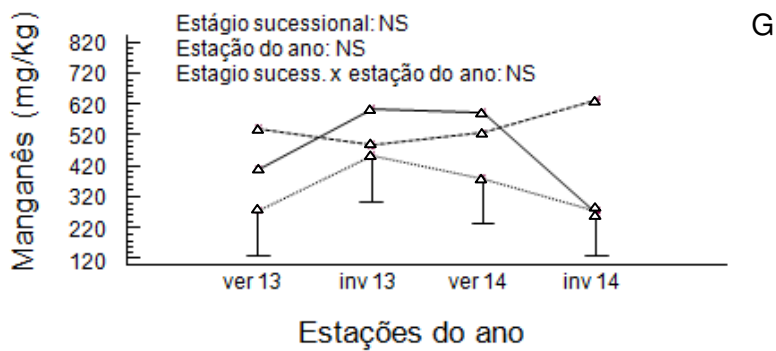 Estágio sucessional: NS
G
Estação do ano: NS
Estagio sucess. x estação do ano: NS
Manganês (mg/kg)
820
720
620
520
420
320
220
120
ver 13 inv 13 ver 14 inv 14
Estações do ano